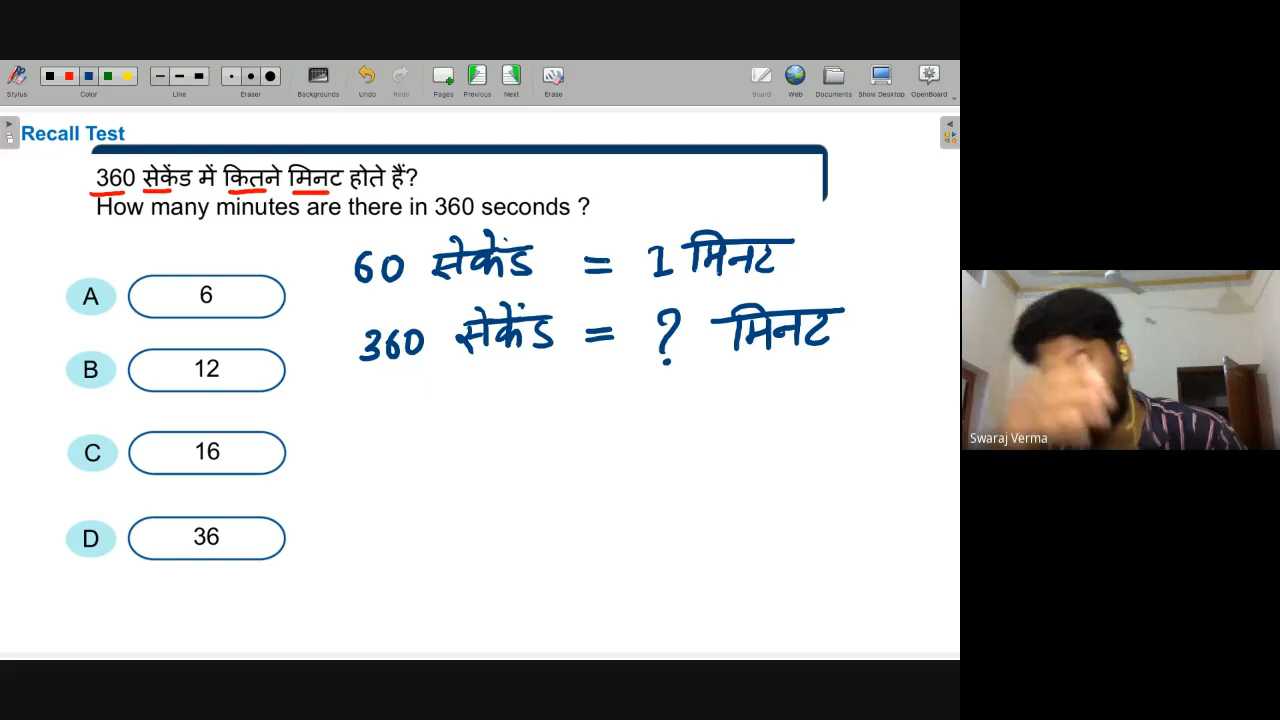 Stylus
Color
Line
Eraser
Backgrounds
Undo
Redo
Pages
Previous
Next
Erase
Board
Web
Documents
Show Desktop
OpenBoard
Recall Test
360 सेकेंड में कितने मिनट होते हैं?
How many minutes are there in 360 seconds ?
60 सेकेंड = 1 मिनट
360 सेकेंड = ? मिनट
A 6
B 12
C 16
D 36
Swaraj Verma